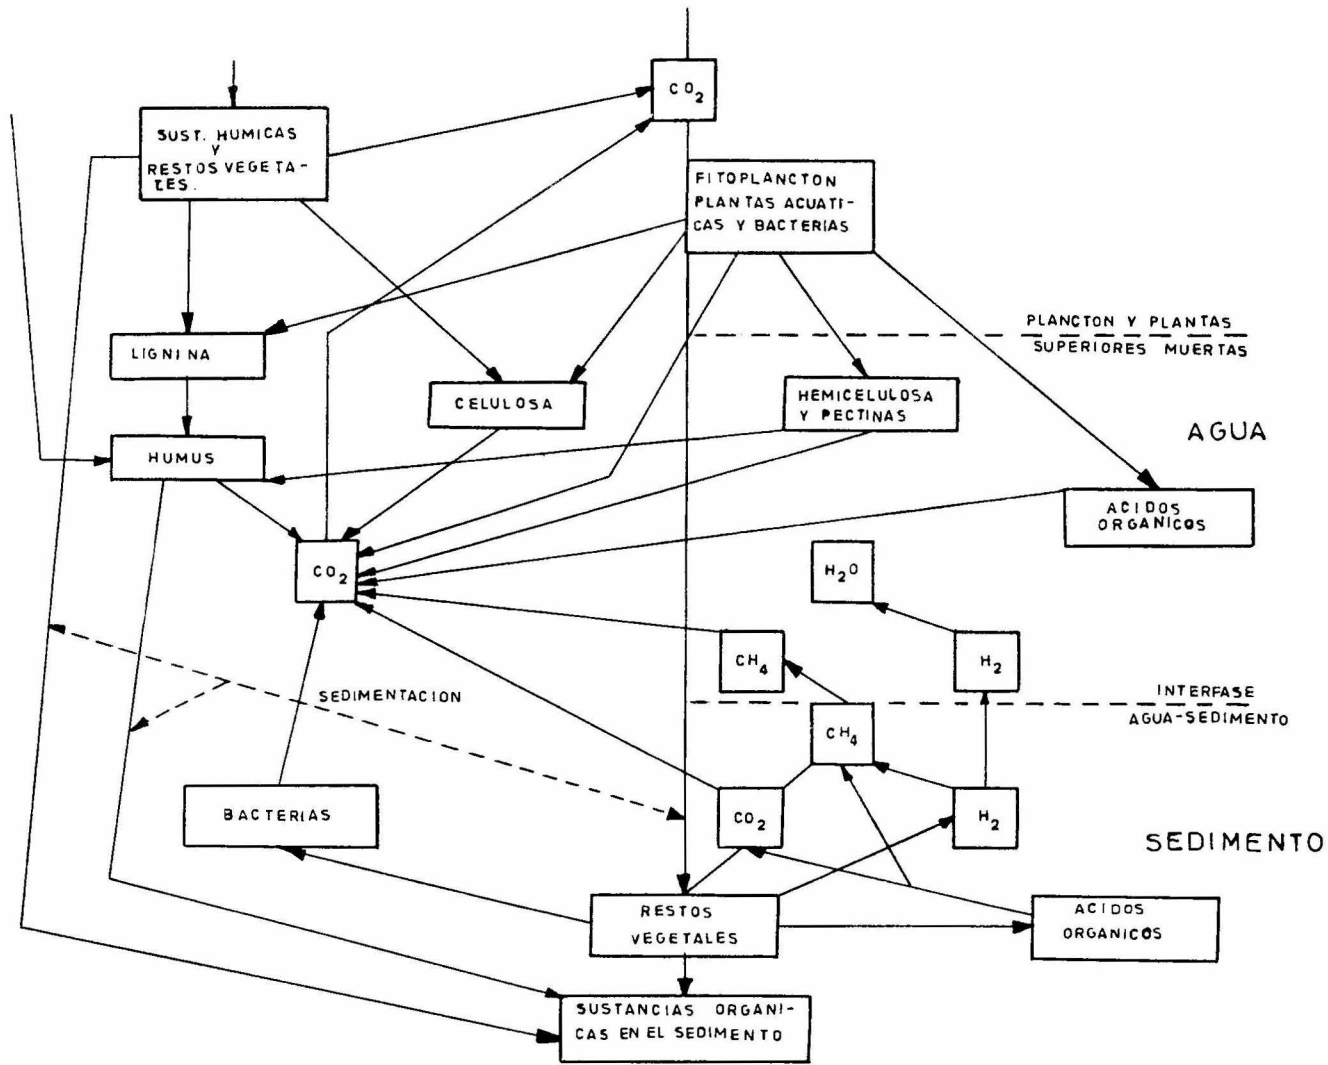 CO2
SUST. HUMICAS
Y
RESTOS VEGETA-
LES.
FITOPLANCTON
PLANTAS ACUATI-
CAS Y BACTERIAS
PLANCTON Y PLANTAS
SUPERIORES MUERTAS
LIGNINA
CELULOSA
HEMICELULOSA
Y PECTINAS
AGUA
HUMUS
ACIDOS
ORGANICOS
CO2
H2O
CH4
H2
SEDIMENTACION
INTERFASE
AGUA-SEDIMENTO
CH4
BACTERIAS
CO2
H2
SEDIMENTO
RESTOS
VEGETALES
ACIDOS
ORGANICOS
SUSTANCIAS ORGANI-
CAS EN EL SEDIMENTO